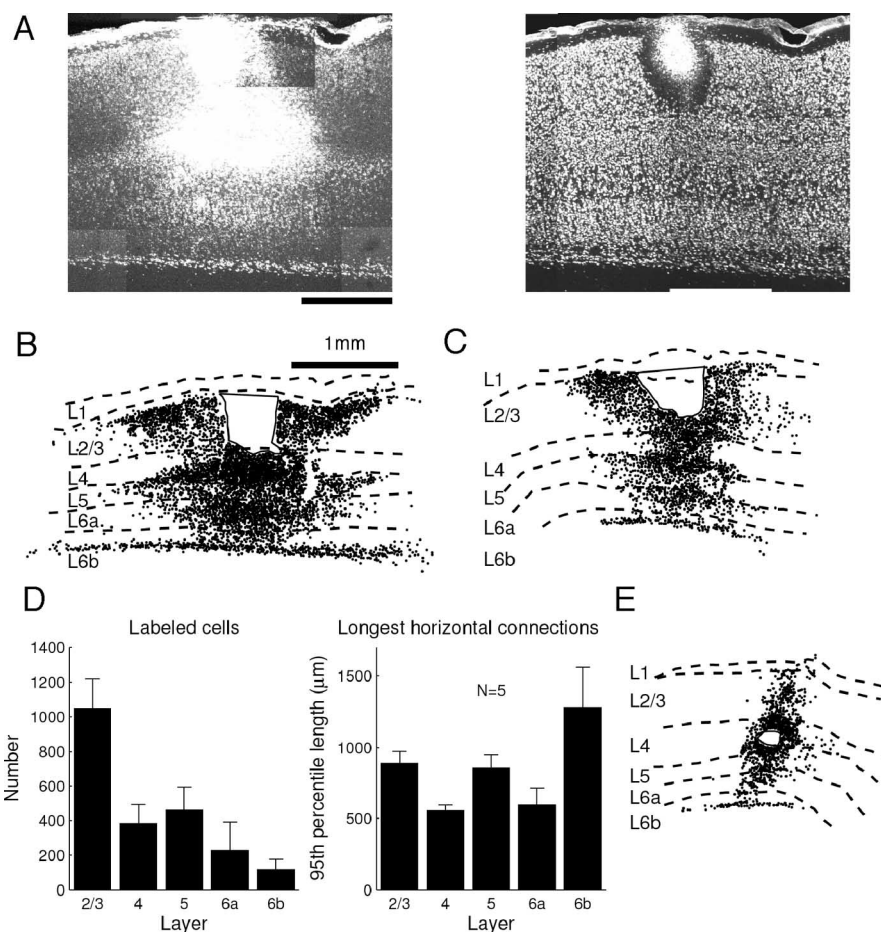 A
B
1mm
L1
L2/3
L4
L5
L6a
L6b
C
L1
L2/3
L4
L5
L6a
L6b
D
Labeled cells
Number
1400
1200
1000
800
600
400
200
0
2/3 4 5 6a 6b
Layer
Longest horizontal connections
95th percentile length (μm)
N=5
1500
1000
500
0
2/3 4 5 6a 6b
Layer
E
L1
L2/3
L4
L5
L6a
L6b